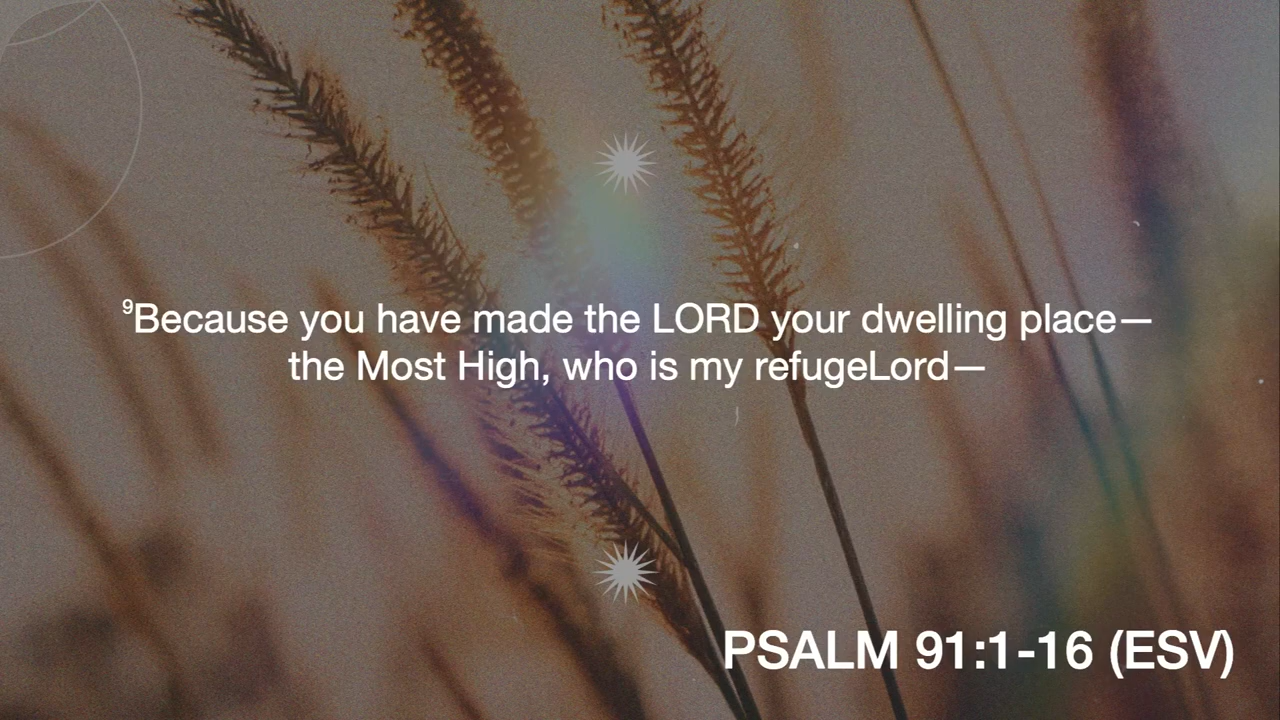 ⁹Because you have made the LORD your dwelling place—
the Most High, who is my refugeLord—
PSALM 91:1-16 (ESV)